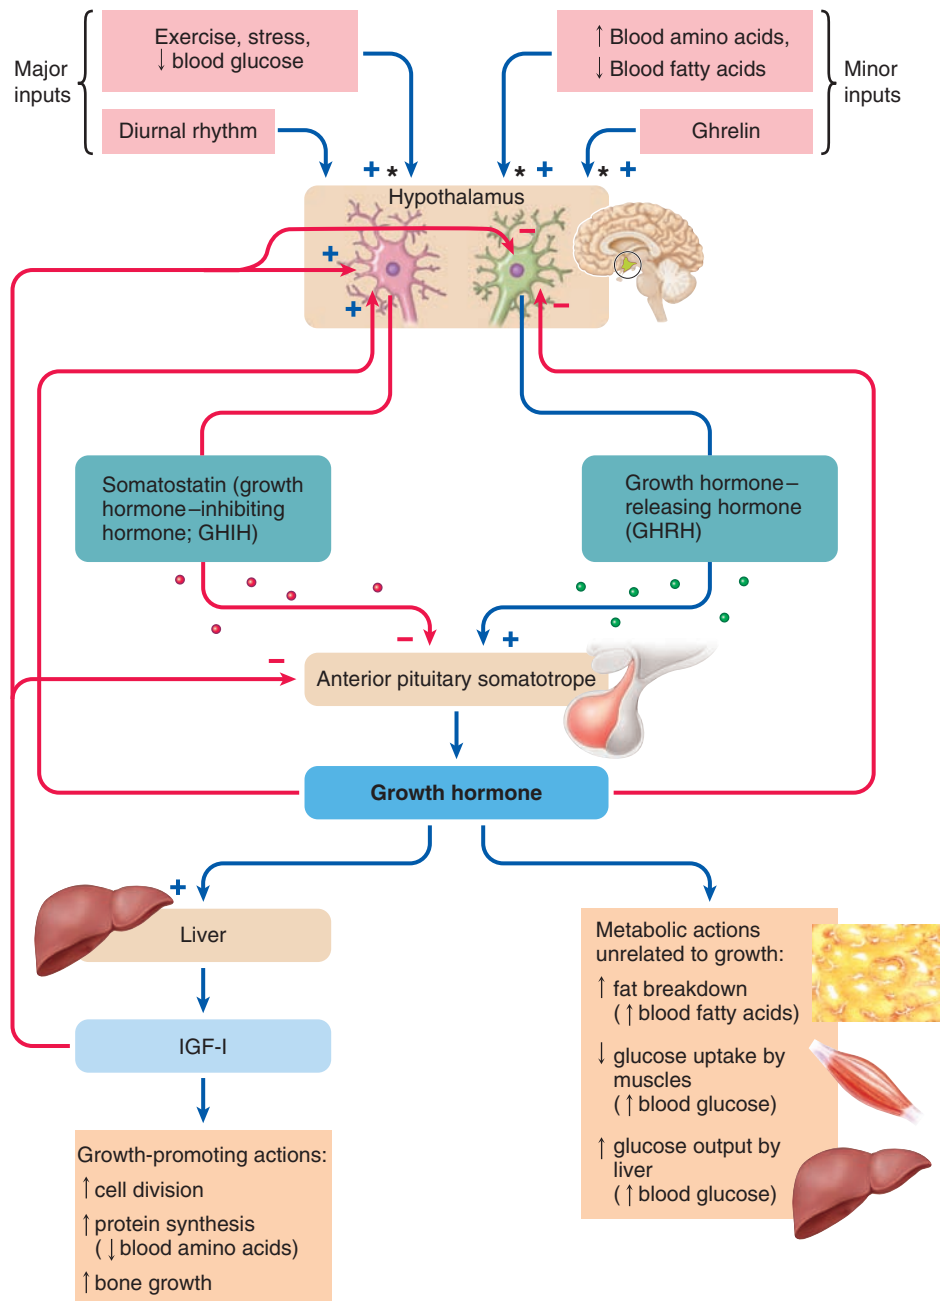 Major
inputs
Exercise, stress,
↓ blood glucose
Diurnal rhythm
↑ Blood amino acids,
↓ Blood fatty acids
Ghrelin
Minor
inputs
+ *
* +
* +
Hypothalamus
−
+
+
−
Somatostatin (growth
hormone–inhibiting
hormone; GHIH)
Growth hormone–
releasing hormone
(GHRH)
−
+
−
Anterior pituitary somatotrope
Growth hormone
+
Liver
IGF-I
Growth-promoting actions:
↑ cell division
↑ protein synthesis
(↓ blood amino acids)
↑ bone growth
Metabolic actions
unrelated to growth:
↑ fat breakdown
(↑ blood fatty acids)
↓ glucose uptake by
muscles
(↑ blood glucose)
↑ glucose output by
liver
(↑ blood glucose)